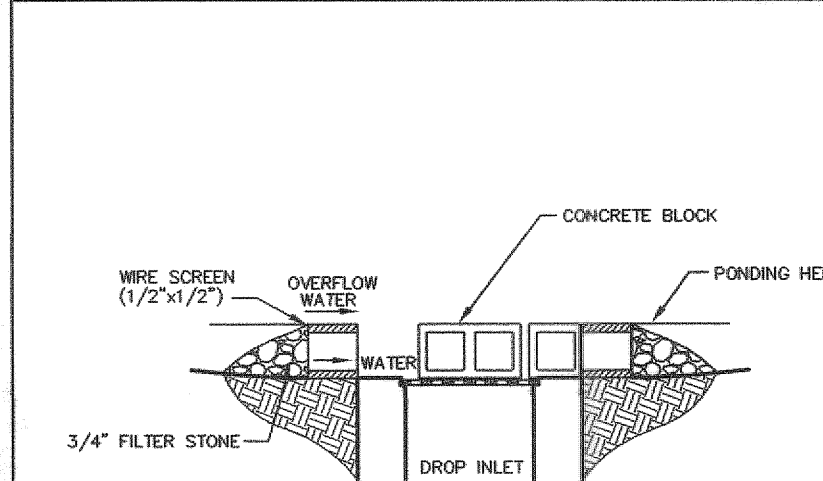 CONCRETE BLOCK
WIRE SCREEN
(1/2"x1/2")
OVERFLOW
WATER
PONDING HE
WATER
3/4" FILTER STONE
DROP INLET